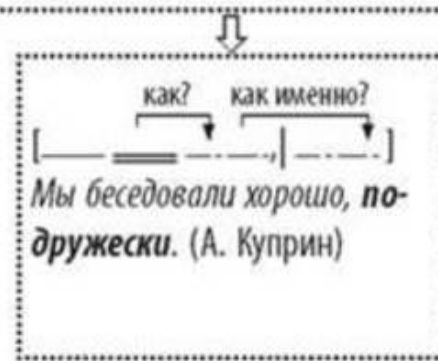 как? как именно?
[—— ══ —·—·—,| —·—·—]
Мы беседовали хорошо, по-
дружески. (А. Куприн)